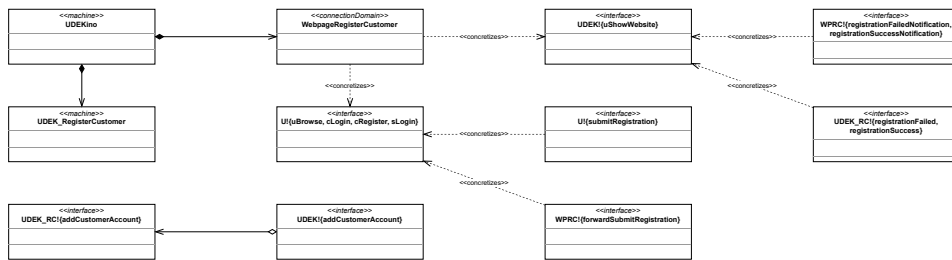 <<machine>>
UDEKino
<<connectionDomain>>
WebpageRegisterCustomer
<<concretizes>>
<<interface>>
UDEK!{uShowWebsite}
<<concretizes>>
<<interface>>
WPRC!{registrationFailedNotification,
registrationSuccessNotification}
<<concretizes>>
<<concretizes>>
<<machine>>
UDEK_RegisterCustomer
<<interface>>
U!{uBrowse, cLogin, cRegister, sLogin}
<<concretizes>>
<<interface>>
U!{submitRegistration}
<<interface>>
UDEK_RC!{registrationFailed,
registrationSuccess}
<<concretizes>>
<<interface>>
UDEK_RC!{addCustomerAccount}
<<interface>>
UDEK!{addCustomerAccount}
<<interface>>
WPRC!{forwardSubmitRegistration}